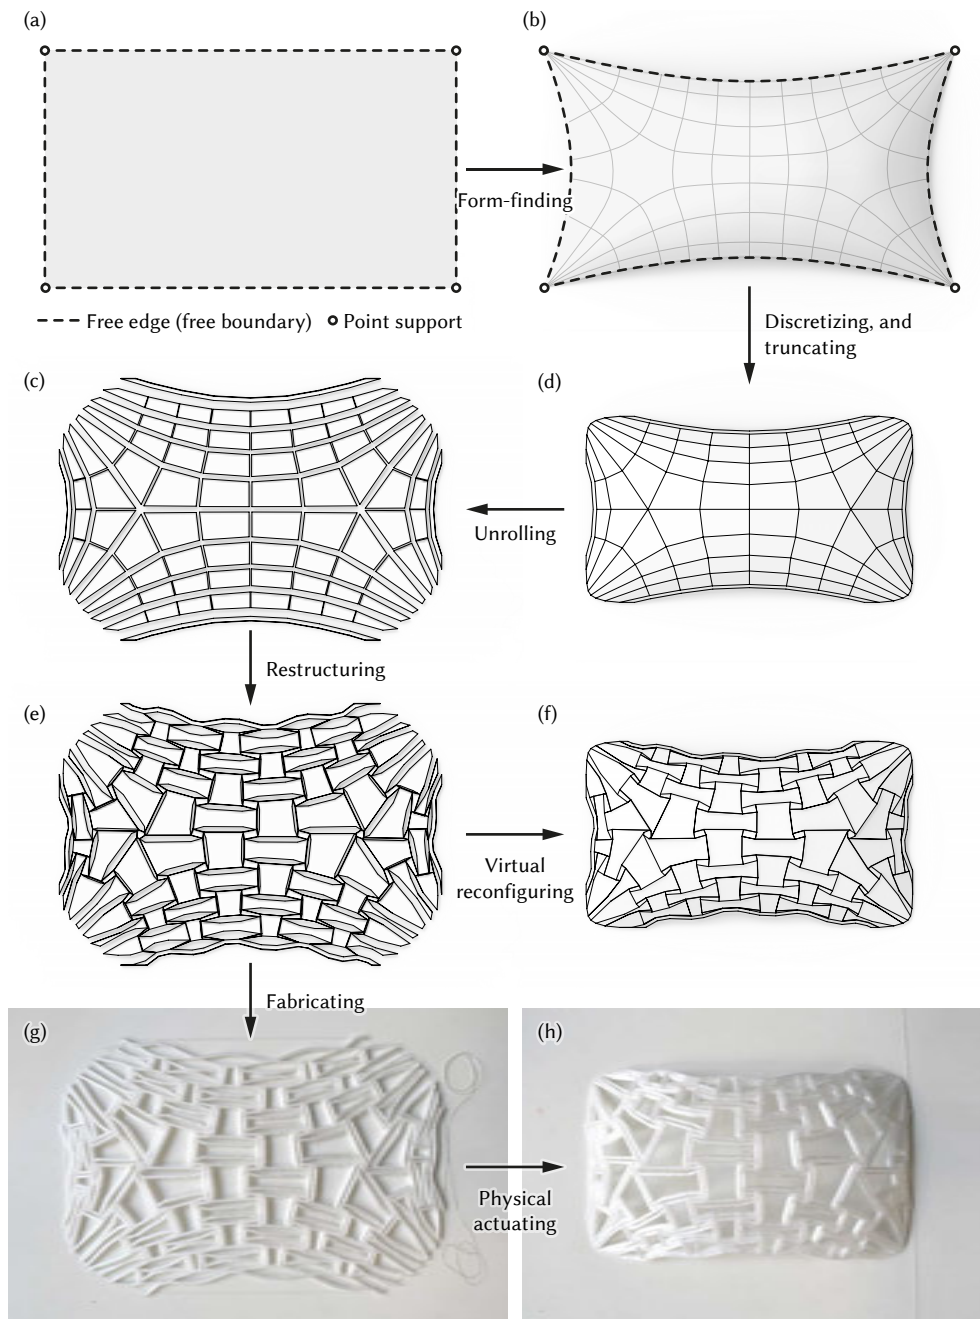 (a)
(b)
Form-finding
Free edge (free boundary)
Point support
Discretizing, and
truncating
(c)
(d)
Unrolling
Restructuring
(e)
(f)
Virtual
reconfiguring
Fabricating
(g)
(h)
Physical
actuating